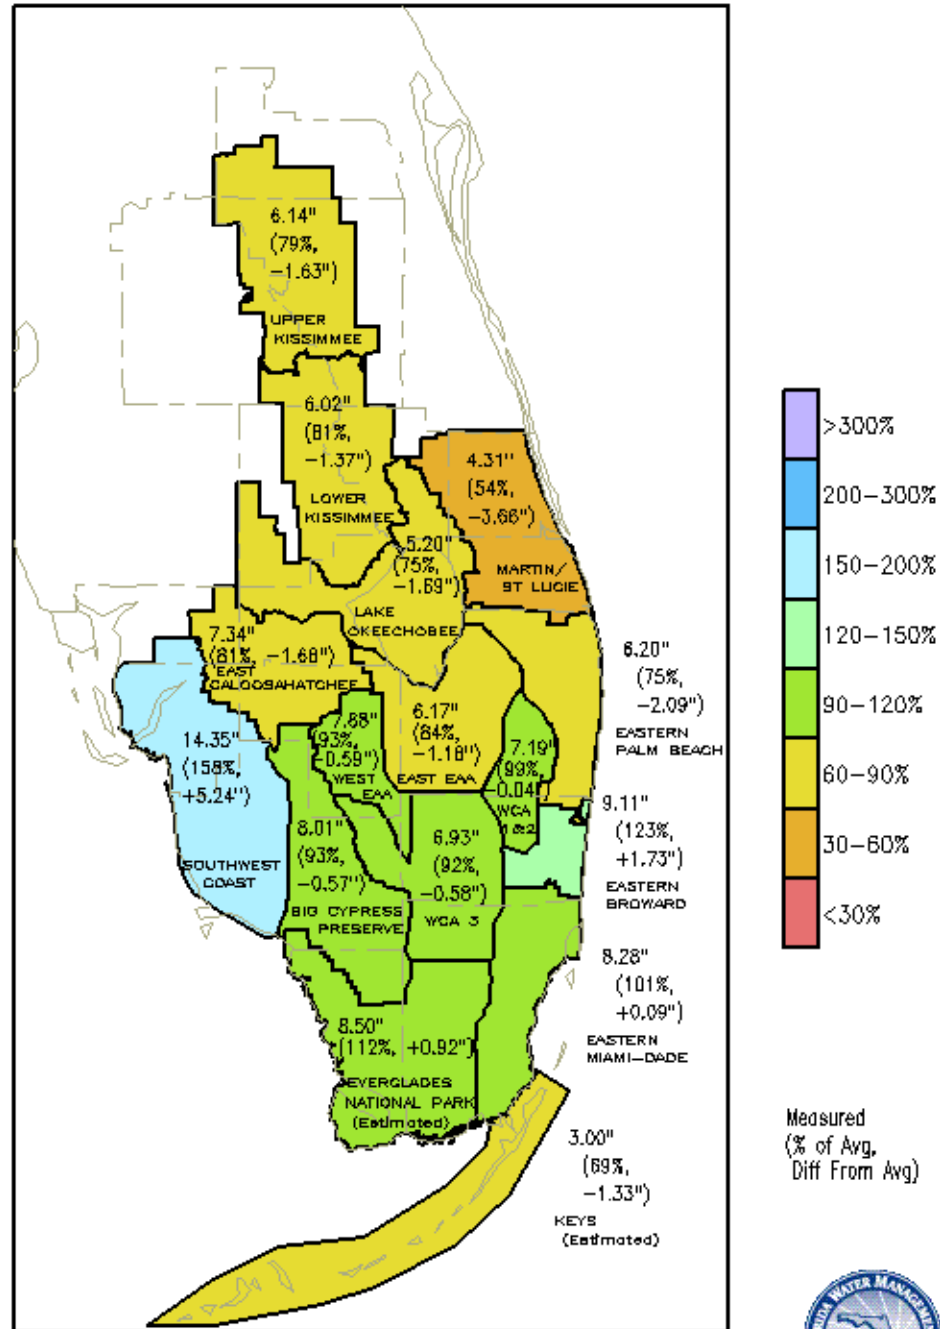 6.14"
(79%,
-1.63")
UPPER
KISSIMMEE
6.02"
(81%,
-1.37")
LOWER
KISSIMMEE
4.31"
(54%,
-3.66")
MARTIN/
ST LUCIE
5.20"
(75%,
-1.69")
LAKE
OKEECHOBEE
7.34"
(81%, -1.68")
EAST
CALOOSAHATCHEE
6.20"
(75%,
-2.09")
EASTERN
PALM BEACH
14.35"
(158%,
+5.24")
SOUTHWEST
COAST
7.88"
(93%,
-0.59")
WEST
EAA
6.17"
(84%,
-1.18")
EAST EAA
7.19"
(99%,
-0.04"
WCA
1&2
8.01"
(93%,
-0.57")
BIG CYPRESS
PRESERVE
6.93"
(92%,
-0.58")
WCA 3
9.11"
(123%,
+1.73")
EASTERN
BROWARD
8.28"
(101%,
+0.09")
EASTERN
MIAMI-DADE
8.50"
(112%, +0.92")
EVERGLADES
NATIONAL PARK
(Estimated)
3.00"
(69%,
-1.33")
KEYS
(Estimated)
>300%
200-300%
150-200%
120-150%
90-120%
60-90%
30-60%
<30%
Measured
(% of Avg,
Diff From Avg)
WATER